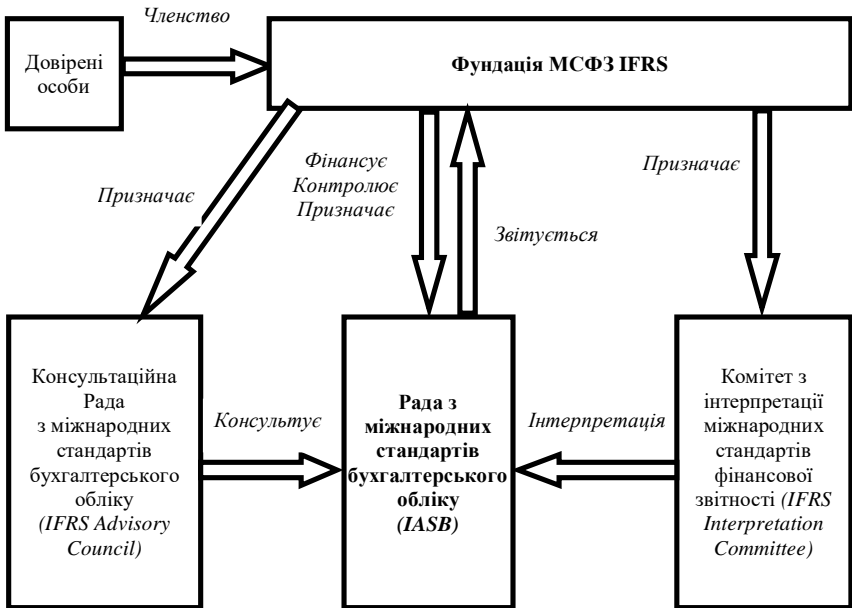 Членство
Довірені
особи
Фундація МСФЗ IFRS
Призначає
Фінансує
Контролює
Призначає
Звітується
Призначає
Консультаційна
Рада
з міжнародних
стандартів
бухгалтерського
обліку
(IFRS Advisory
Council)
Консультує
Рада з
міжнародних
стандартів
бухгалтерського
обліку
(IASB)
Інтерпретація
Комітет з
інтерпретації
міжнародних
стандартів
фінансової
звітності (IFRS
Interpretation
Committee)